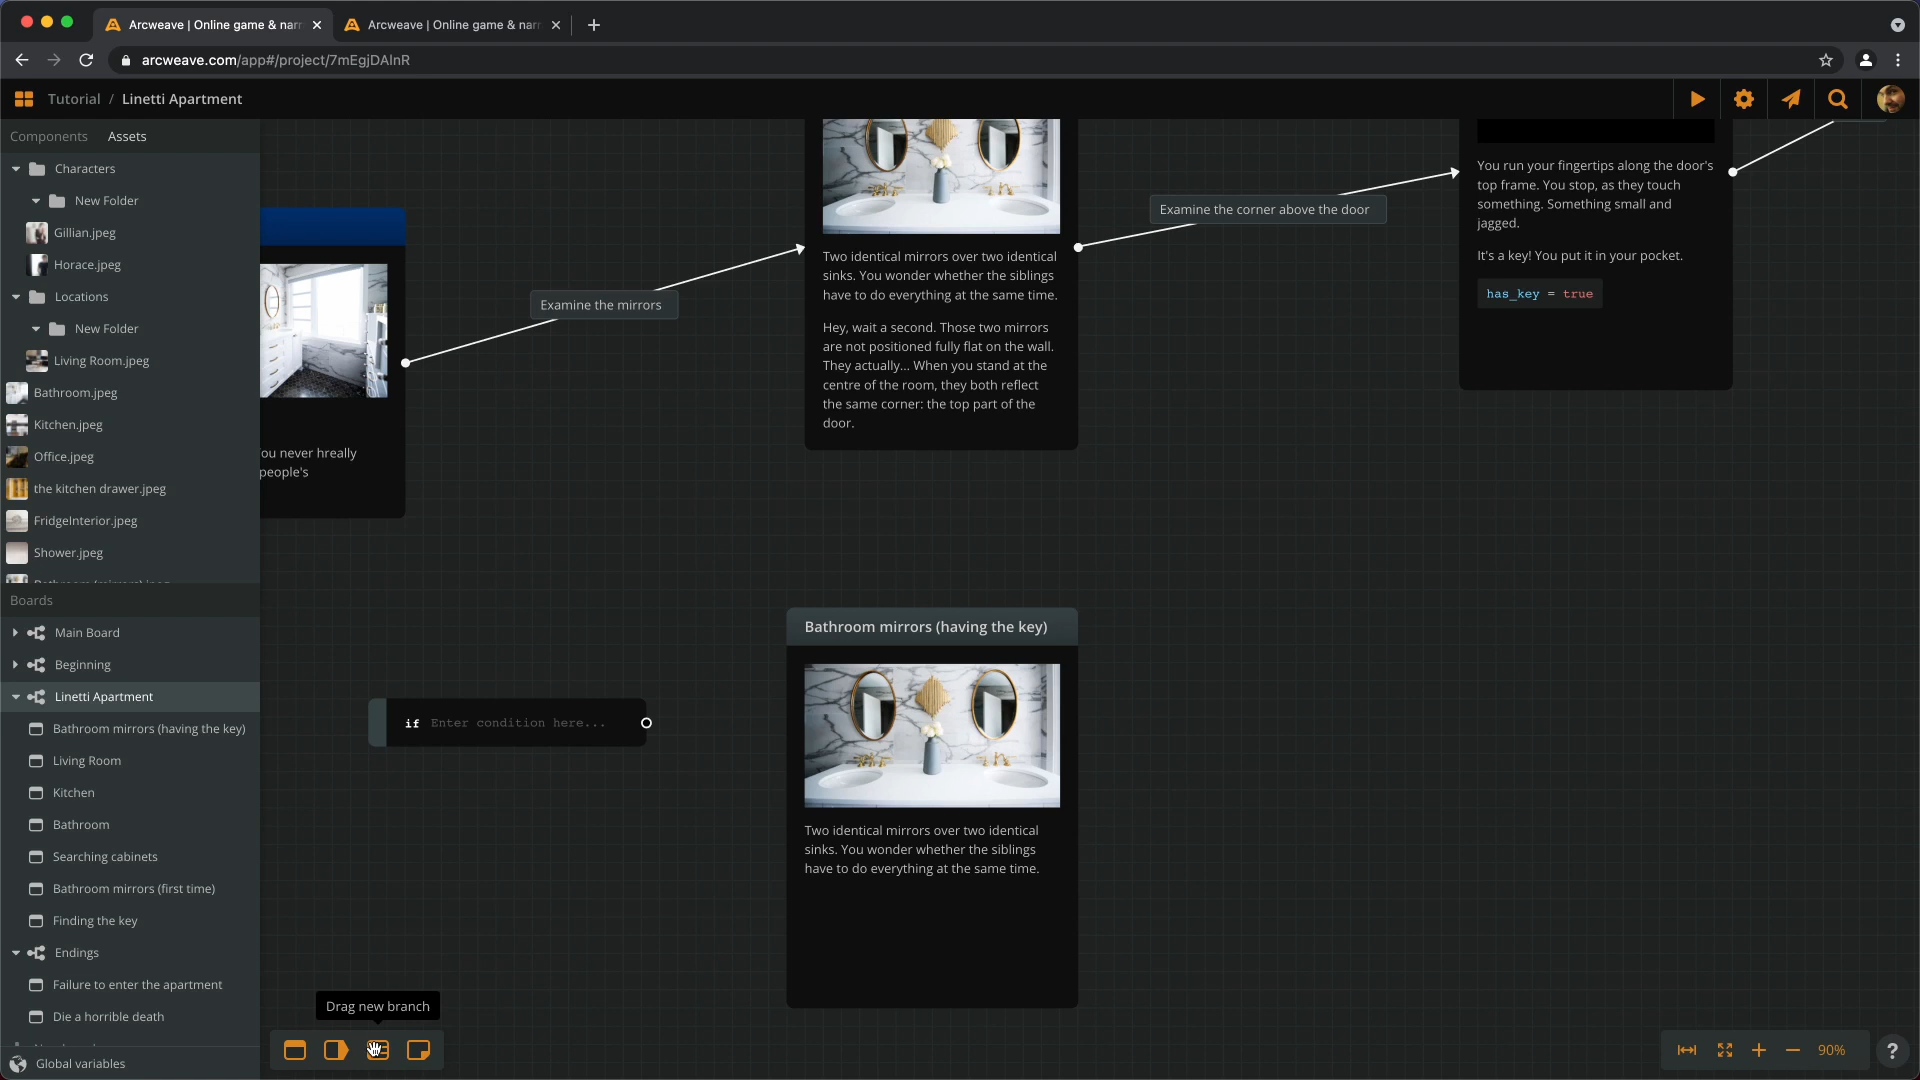 Arcweave | Online game & narr
Arcweave | Online game & narr
arcweave.com/app#/project/7mEgjDAlnR
Tutorial / Linetti Apartment
Components Assets
Characters
New Folder
Gillian.jpeg
Horace.jpeg
Locations
New Folder
Living Room.jpeg
Bathroom.jpeg
Kitchen.jpeg
Office.jpeg
the kitchen drawer.jpeg
FridgeInterior.jpeg
Shower.jpeg
Boards
Main Board
Beginning
Linetti Apartment
Bathroom mirrors (having the key)
Living Room
Kitchen
Bathroom
Searching cabinets
Bathroom mirrors (first time)
Finding the key
Endings
Failure to enter the apartment
Die a horrible death
Global variables
ou never hreally
people's
Examine the mirrors
Two identical mirrors over two identical
sinks. You wonder whether the siblings
have to do everything at the same time.
Hey, wait a second. Those two mirrors
are not positioned fully flat on the wall.
They actually... When you stand at the
centre of the room, they both reflect
the same corner: the top part of the
door.
Examine the corner above the door
You run your fingertips along the door's
top frame. You stop, as they touch
something. Something small and
jagged.
It's a key! You put it in your pocket.
has_key = true
if Enter condition here...
Bathroom mirrors (having the key)
Two identical mirrors over two identical
sinks. You wonder whether the siblings
have to do everything at the same time.
Drag new branch
90%
?